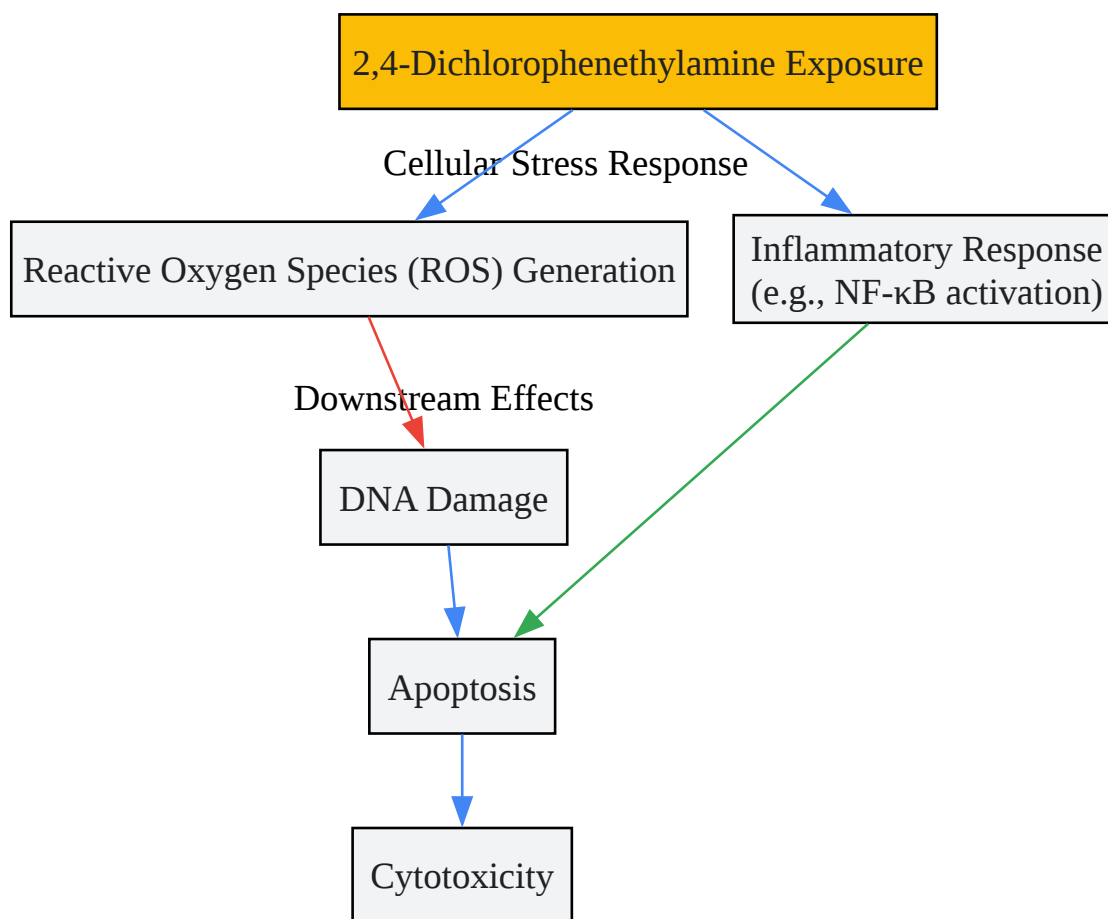 2,4-Dichlorophenethylamine Exposure
Cellular Stress Response
Reactive Oxygen Species (ROS) Generation
Inflammatory Response
(e.g., NF-κB activation)
Downstream Effects
DNA Damage
Apoptosis
Cytotoxicity